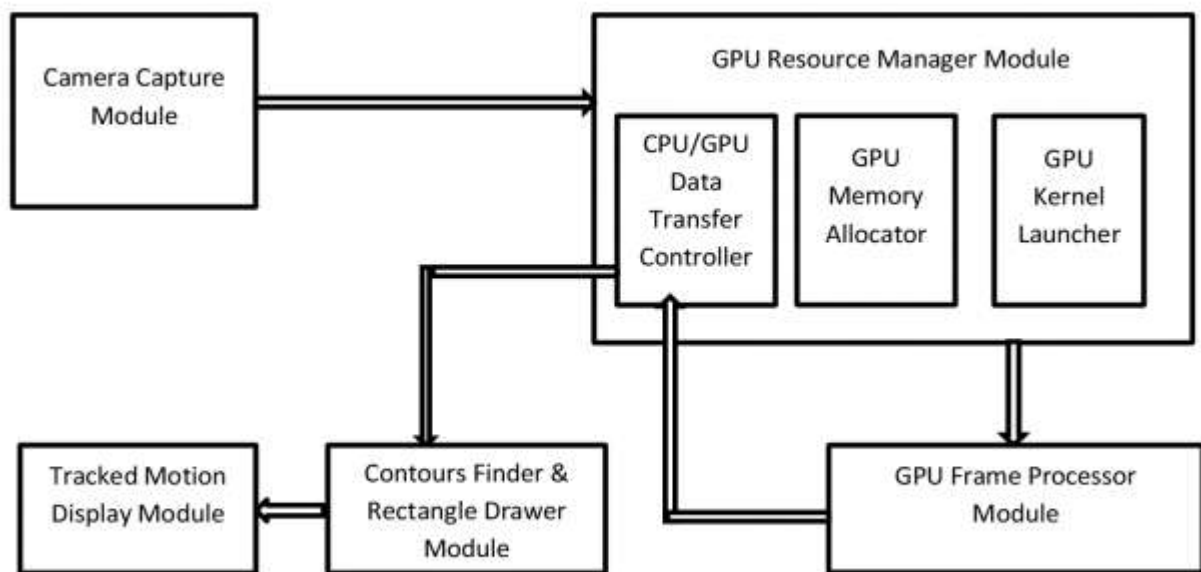 Camera Capture
Module
GPU Resource Manager Module
CPU/GPU
Data
Transfer
Controller
GPU
Memory
Allocator
GPU
Kernel
Launcher
Tracked Motion
Display Module
Contours Finder &
Rectangle Drawer
Module
GPU Frame Processor
Module